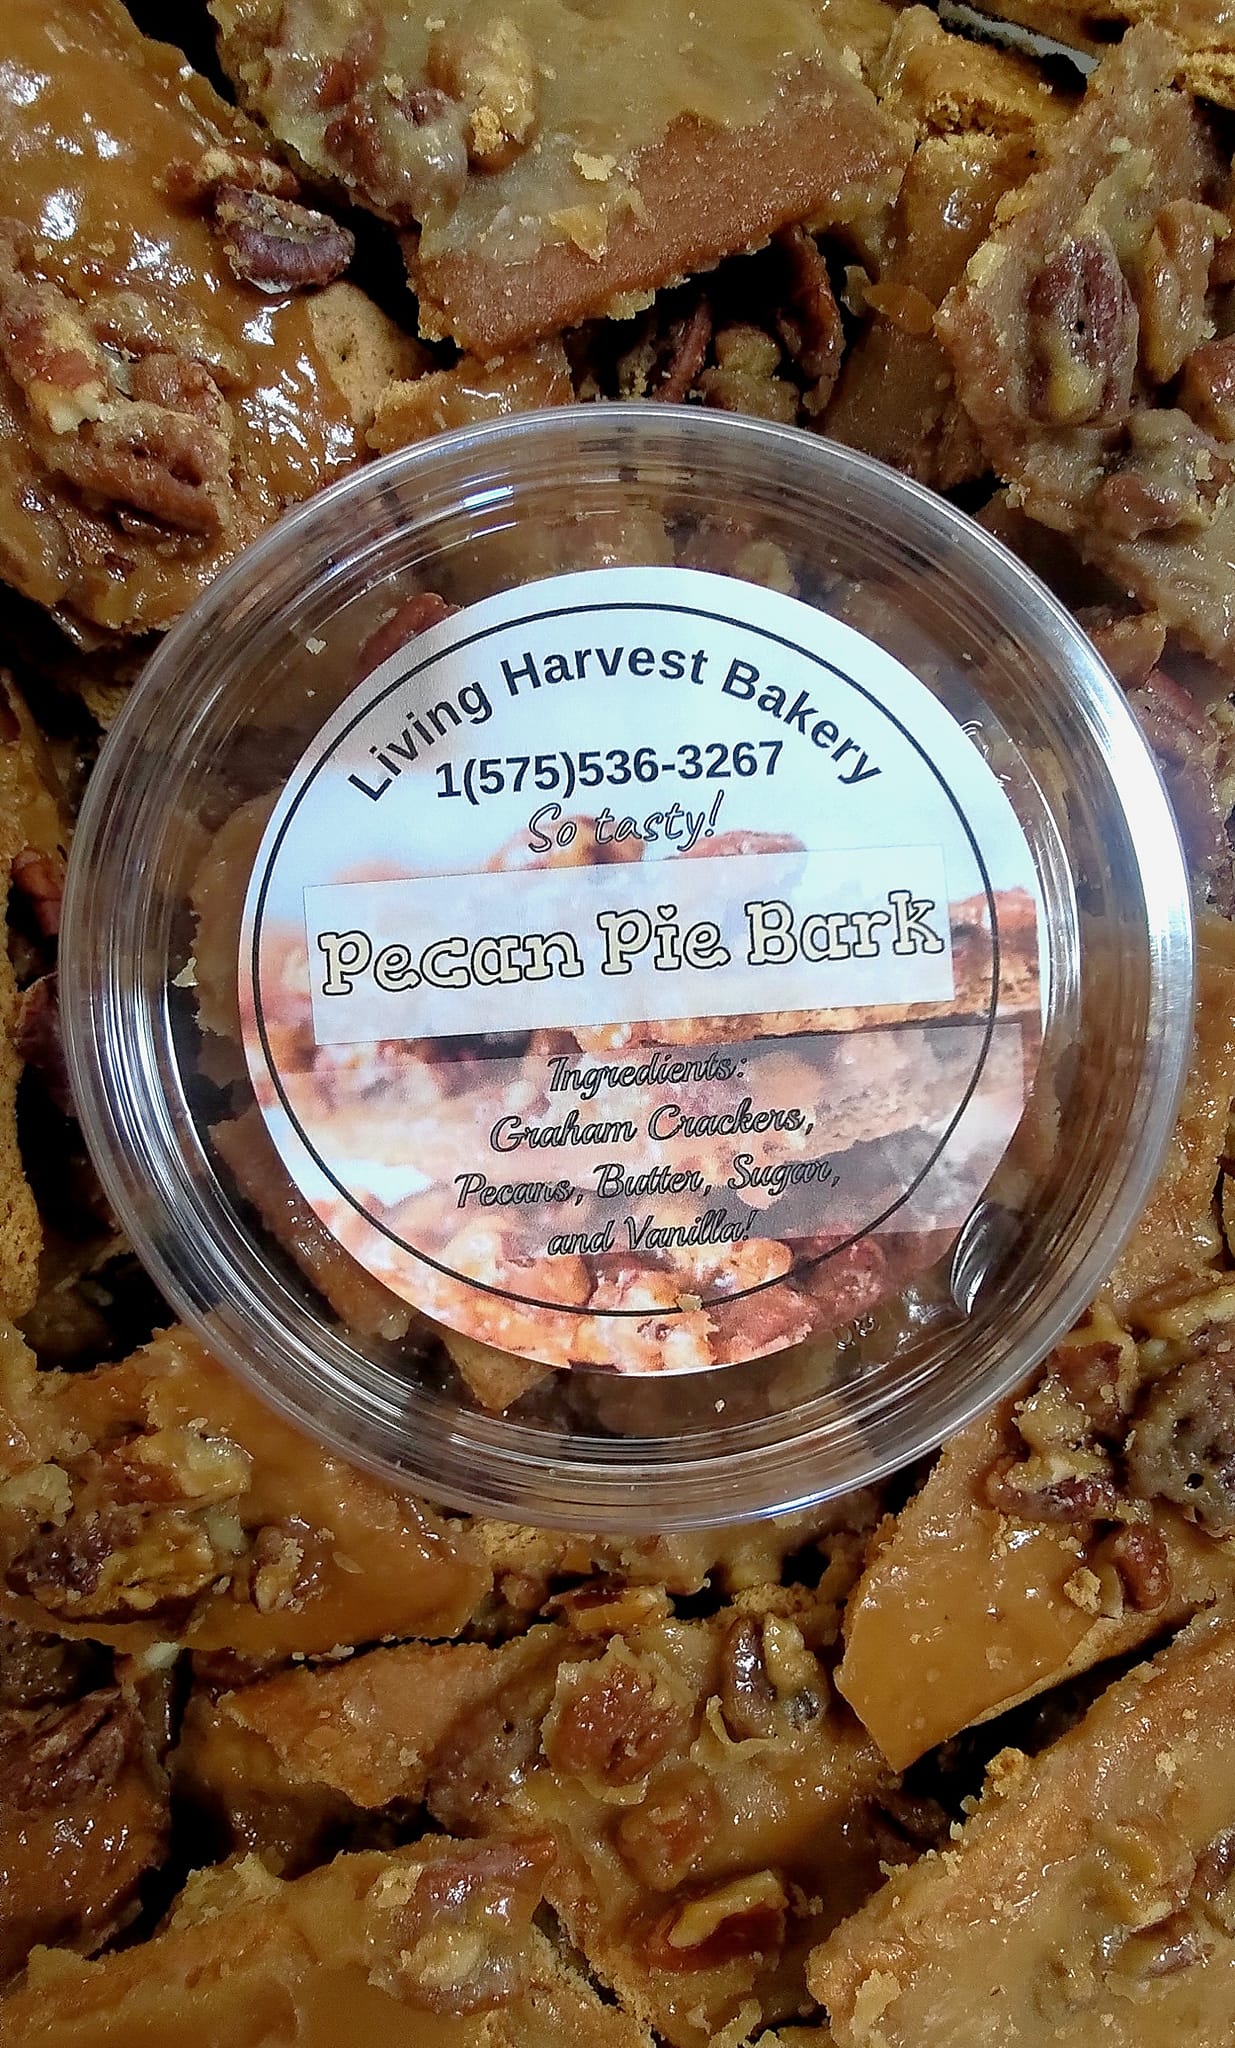 Living Harvest Bakery
1(575)536-3267
So tasty!
Pecan Pie Bark
Ingredients:
Graham Crackers,
Pecans, Butter, Sugar,
and Vanilla!